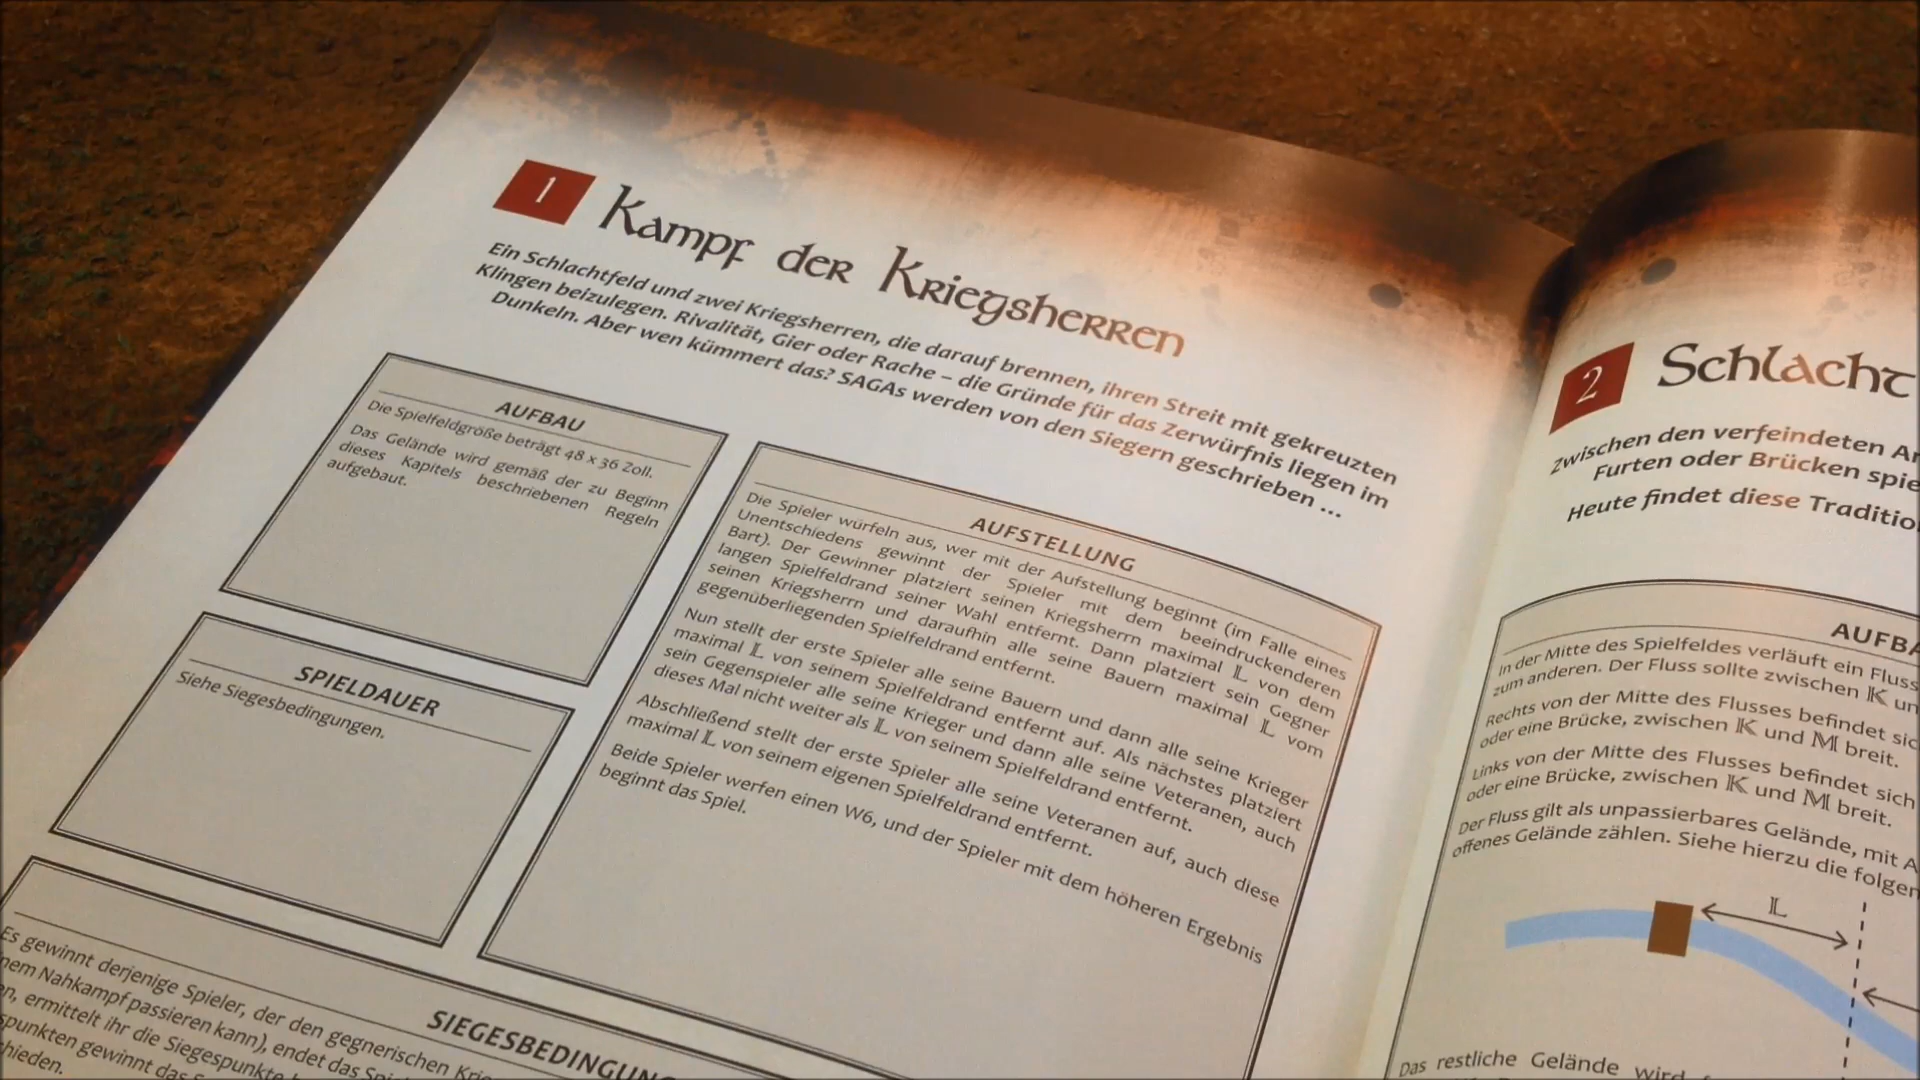 1
Kampf der Kriegsherren
Ein Schlachtfeld und zwei Kriegsherren, die darauf brennen, ihren Streit mit gekreuzten
Klingen beizulegen. Rivalität, Gier oder Rache – die Gründe für das Zerwürfnis liegen im
Dunkeln. Aber wen kümmert das? SAGAs werden von den Siegern geschrieben ...
AUFBAU
Die Spielfeldgröße beträgt 48 x 36 Zoll.
Das Gelände wird gemäß der zu Beginn
dieses Kapitels beschriebenen Regeln
aufgebaut.
SPIELDAUER
Siehe Siegesbedingungen.
AUFSTELLUNG
Die Spieler würfeln aus, wer mit der Aufstellung beginnt (im Falle eines
Unentschiedens gewinnt der Spieler mit dem beeindruckenderen
Bart). Der Gewinner platziert seinen Kriegsherrn maximal L von dem
langen Spielfeldrand seiner Wahl entfernt. Dann platziert sein Gegner
seinen Kriegsherrn und daraufhin alle seine Bauern maximal L vom
gegenüberliegenden Spielfeldrand entfernt.
Nun stellt der erste Spieler alle seine Bauern und dann alle seine Krieger
maximal L von seinem Spielfeldrand entfernt auf. Als nächstes platziert
sein Gegenspieler alle seine Krieger und dann alle seine Veteranen, auch
dieses Mal nicht weiter als L von seinem Spielfeldrand entfernt.
Abschließend stellt der erste Spieler alle seine Veteranen auf, auch diese
maximal L von seinem eigenen Spielfeldrand entfernt.
Beide Spieler werfen einen W6, und der Spieler mit dem höheren Ergebnis
beginnt das Spiel.
SIEGESBEDINGUN
Es gewinnt derjenige Spieler, der den gegnerischen
nem Nahkampf passieren kann), endet das
ermittelt ihr die Siegespunkte
spunkten gewinnt das
hieden.
2
Schlacht
Zwischen den verfeindeten
Furten oder Brücken
Heute findet diese
AUFBA
In der Mitte des Spielfeldes verläuft ein Fluss
zum anderen. Der Fluss sollte zwischen K
Rechts von der Mitte des Flusses befindet
oder eine Brücke, zwischen K und M breit.
Links von der Mitte des Flusses befindet sich
oder eine Brücke, zwischen K und M breit.
Der Fluss gilt als unpassierbares Gelände, mit
offenes Gelände zählen. Siehe hierzu die
L
Das restliche Gelände wird